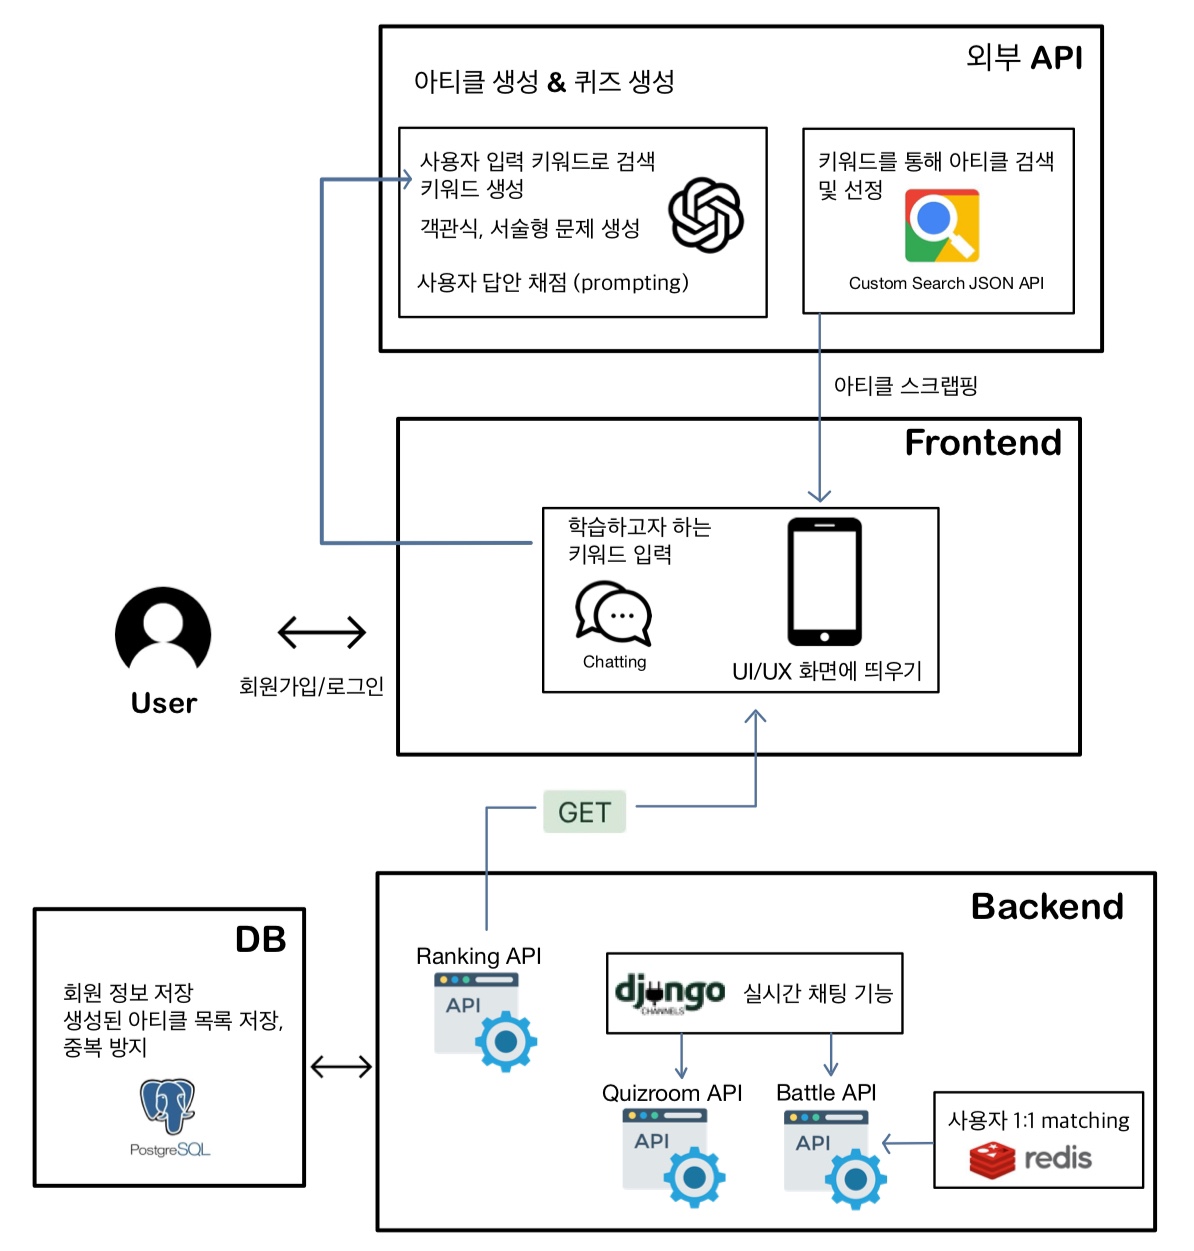 외부 API
아티클 생성 & 퀴즈 생성
사용자 입력 키워드로 검색
키워드 생성
객관식, 서술형 문제 생성
사용자 답안 채점 (prompting)
키워드를 통해 아티클 검색
및 선정
Custom Search JSON API
아티클 스크랩핑
Frontend
학습하고자 하는
키워드 입력
Chatting
UI/UX 화면에 띄우기
User
회원가입/로그인
GET
Backend
Ranking API
API
django
CHANNELS
실시간 채팅 기능
Quizroom API
API
Battle API
API
사용자 1:1 matching
redis
DB
회원 정보 저장
생성된 아티클 목록 저장,
중복 방지
PostgreSQL